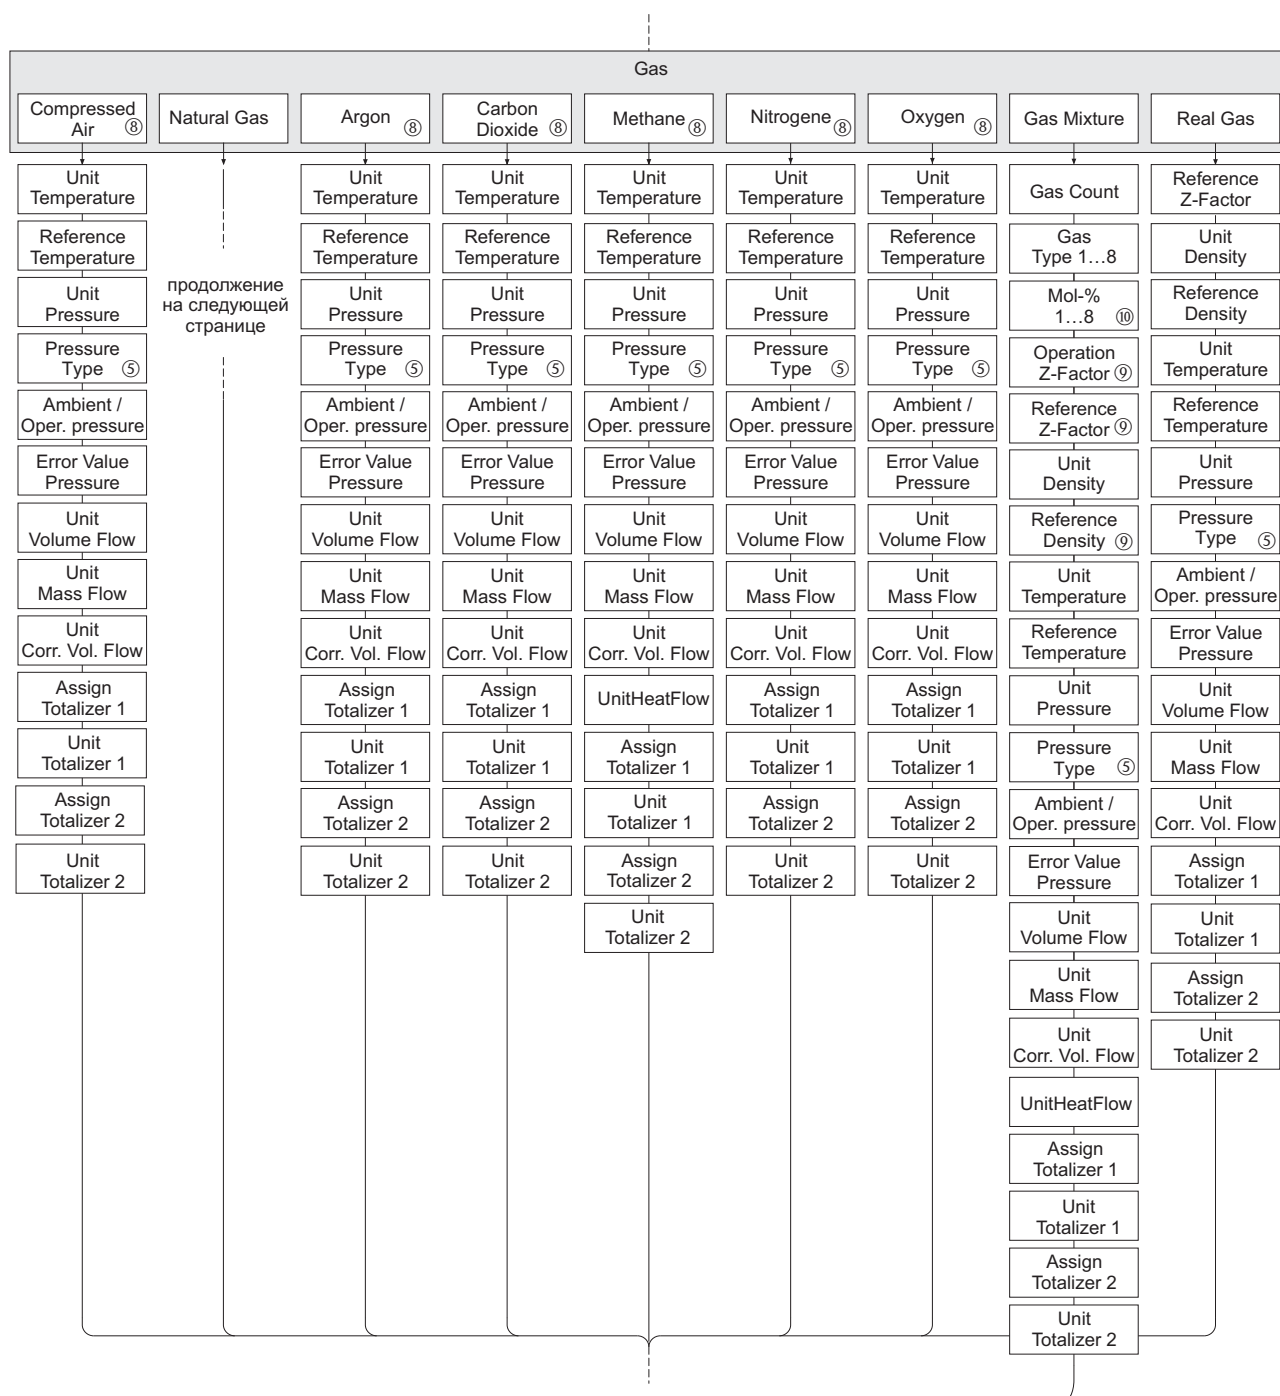 Gas
Compressed
Air ⑧
Natural Gas
Argon ⑧
Carbon
Dioxide ⑧
Methane ⑧
Nitrogene ⑧
Oxygen ⑧
Gas Mixture
Real Gas
Unit
Temperature
Reference
Temperature
Unit
Pressure
Pressure
Type ⑤
Ambient /
Oper. pressure
Error Value
Pressure
Unit
Volume Flow
Unit
Mass Flow
Unit
Corr. Vol. Flow
Assign
Totalizer 1
Unit
Totalizer 1
Assign
Totalizer 2
Unit
Totalizer 2
продолжение
на следующей
странице
Unit
Temperature
Reference
Temperature
Unit
Pressure
Pressure
Type ⑤
Ambient /
Oper. pressure
Error Value
Pressure
Unit
Volume Flow
Unit
Mass Flow
Unit
Corr. Vol. Flow
Assign
Totalizer 1
Unit
Totalizer 1
Assign
Totalizer 2
Unit
Totalizer 2
Unit
Temperature
Reference
Temperature
Unit
Pressure
Pressure
Type ⑤
Ambient /
Oper. pressure
Error Value
Pressure
Unit
Volume Flow
Unit
Mass Flow
Unit
Corr. Vol. Flow
Assign
Totalizer 1
Unit
Totalizer 1
Assign
Totalizer 2
Unit
Totalizer 2
Unit
Temperature
Reference
Temperature
Unit
Pressure
Pressure
Type ⑤
Ambient /
Oper. pressure
Error Value
Pressure
Unit
Volume Flow
Unit
Mass Flow
Unit
Corr. Vol. Flow
UnitHeatFlow
Assign
Totalizer 1
Unit
Totalizer 1
Assign
Totalizer 2
Unit
Totalizer 2
Unit
Temperature
Reference
Temperature
Unit
Pressure
Pressure
Type ⑤
Ambient /
Oper. pressure
Error Value
Pressure
Unit
Volume Flow
Unit
Mass Flow
Unit
Corr. Vol. Flow
Assign
Totalizer 1
Unit
Totalizer 1
Assign
Totalizer 2
Unit
Totalizer 2
Unit
Temperature
Reference
Temperature
Unit
Pressure
Pressure
Type ⑤
Ambient /
Oper. pressure
Error Value
Pressure
Unit
Volume Flow
Unit
Mass Flow
Unit
Corr. Vol. Flow
Assign
Totalizer 1
Unit
Totalizer 1
Assign
Totalizer 2
Unit
Totalizer 2
Gas Count
Gas
Type 1…8
Mol-%
1…8 ⑩
Operation
Z-Factor ⑨
Reference
Z-Factor ⑨
Unit
Density
Reference
Density ⑨
Unit
Temperature
Reference
Temperature
Unit
Pressure
Pressure
Type ⑤
Ambient /
Oper. pressure
Error Value
Pressure
Unit
Volume Flow
Unit
Mass Flow
Unit
Corr. Vol. Flow
UnitHeatFlow
Assign
Totalizer 1
Unit
Totalizer 1
Assign
Totalizer 2
Unit
Totalizer 2
Reference
Z-Factor
Unit
Density
Reference
Density
Unit
Temperature
Reference
Temperature
Unit
Pressure
Pressure
Type ⑤
Ambient /
Oper. pressure
Error Value
Pressure
Unit
Volume Flow
Unit
Mass Flow
Unit
Corr. Vol. Flow
Assign
Totalizer 1
Unit
Totalizer 1
Assign
Totalizer 2
Unit
Totalizer 2